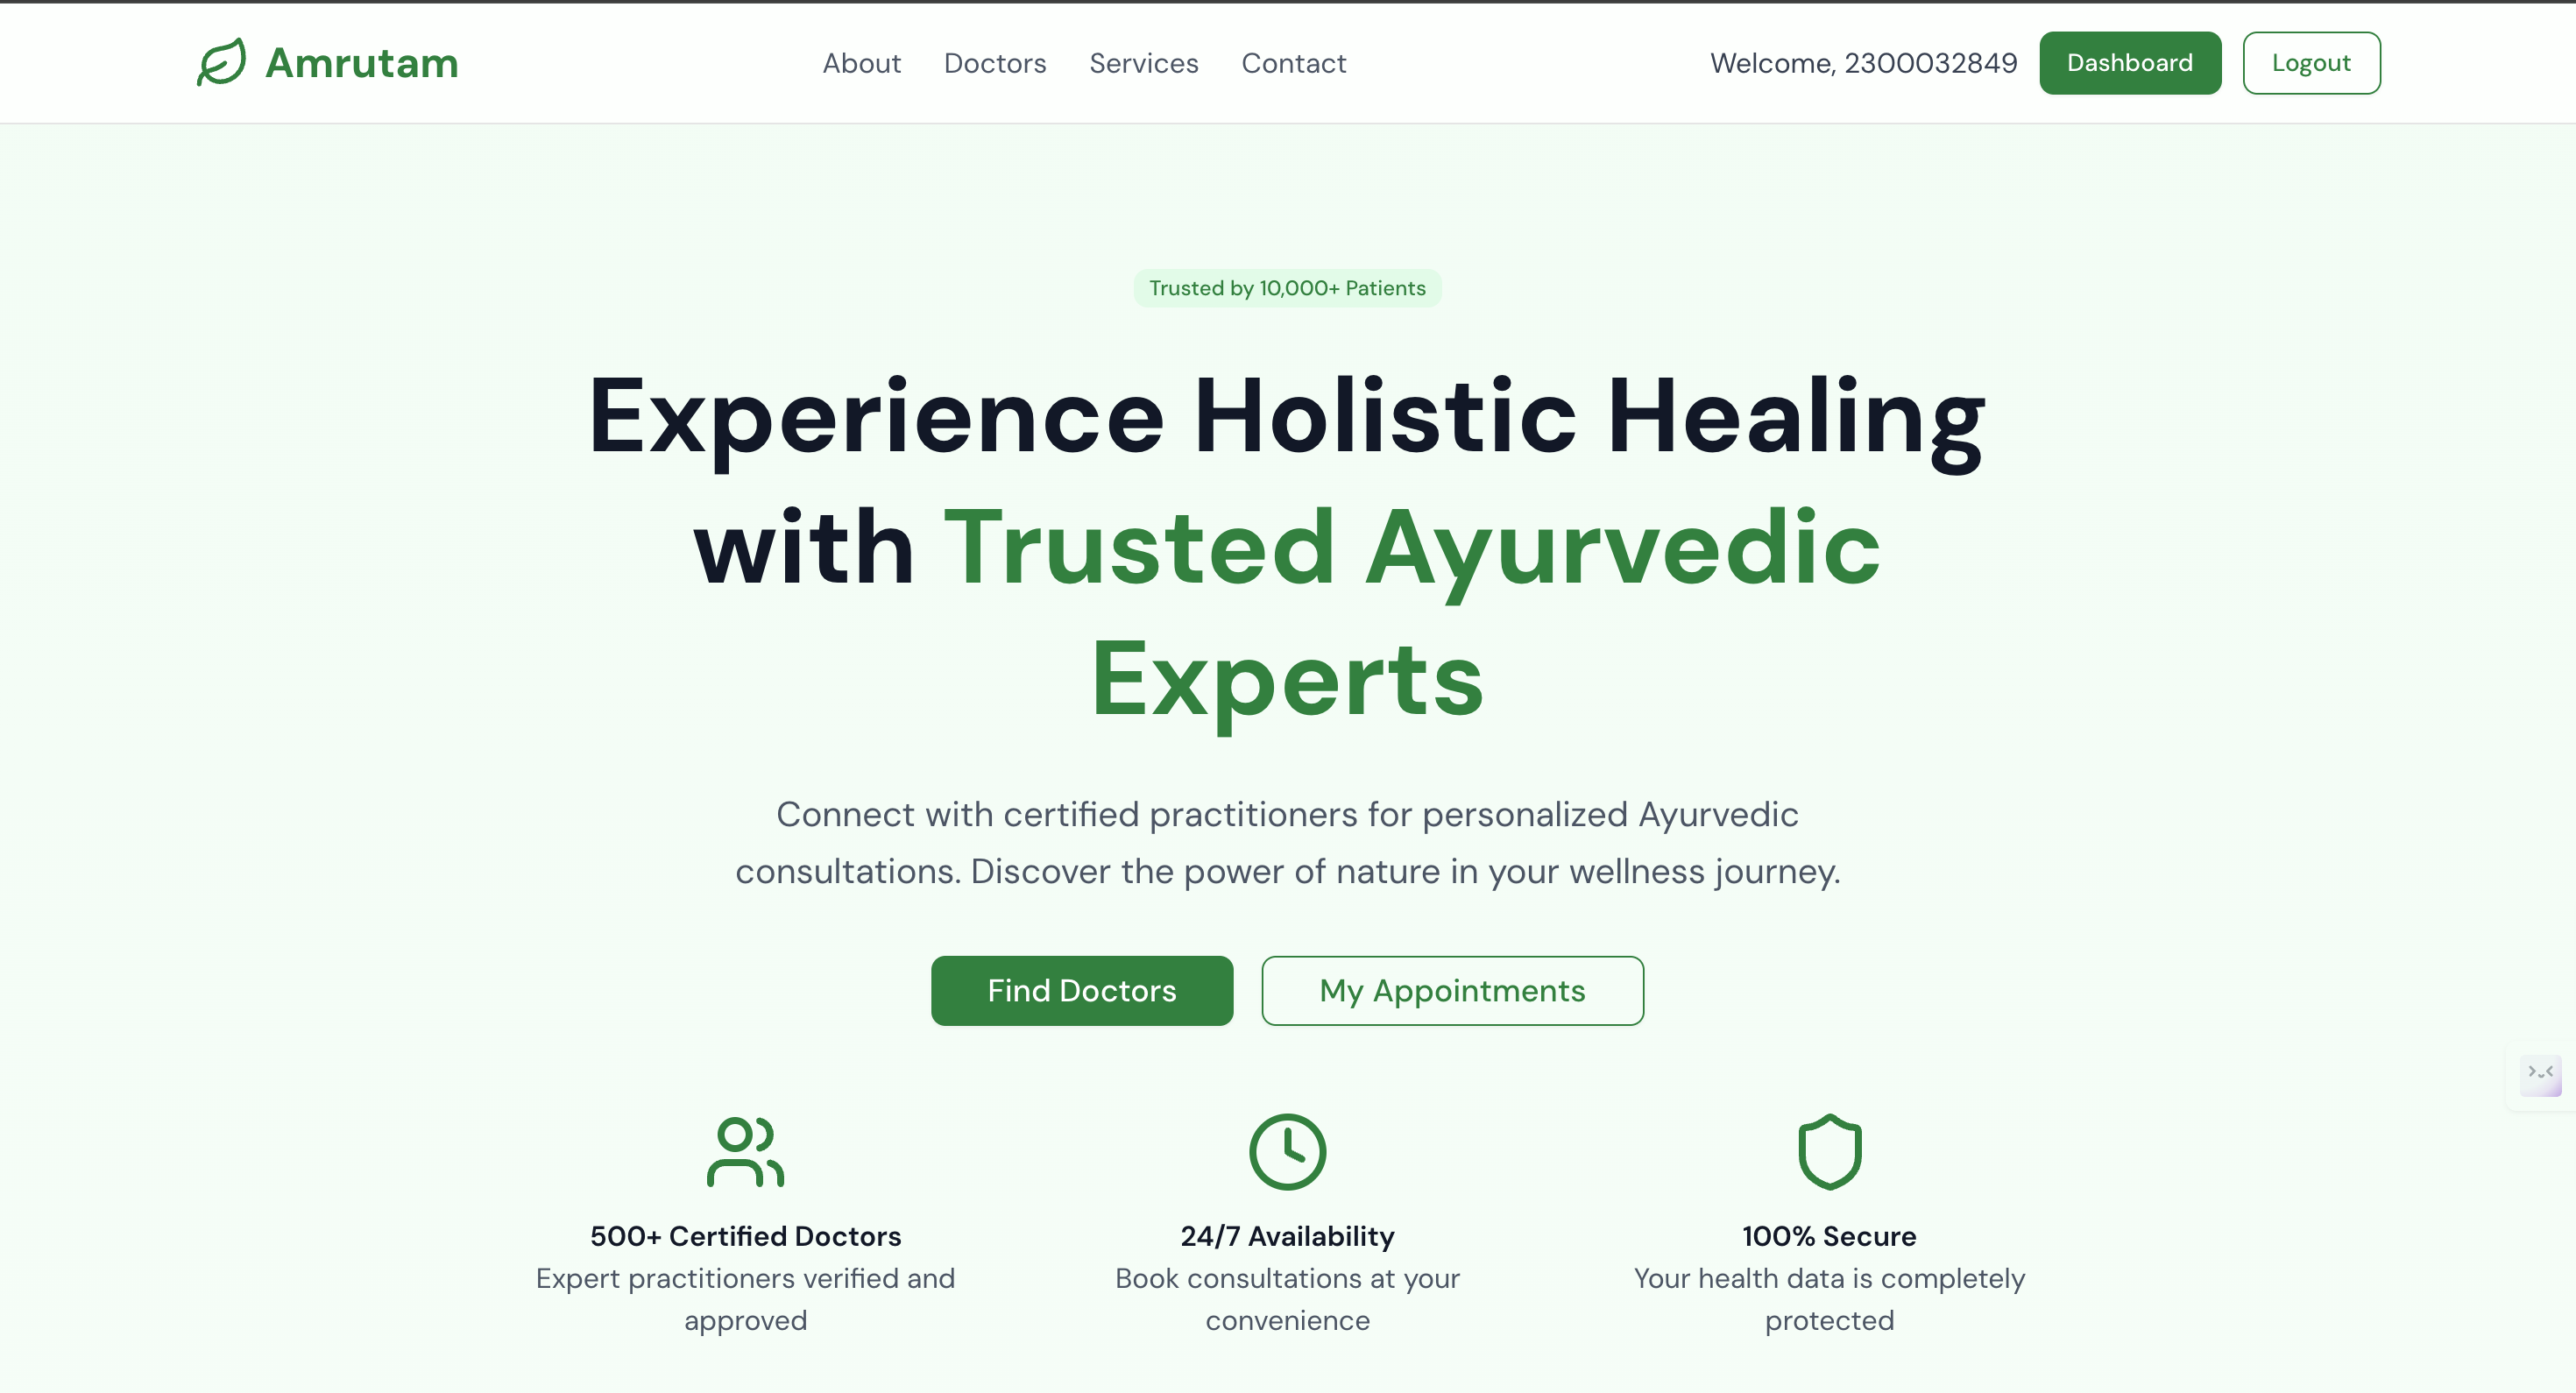 Amrutam
About
Doctors
Services
Contact
Welcome, 2300032849
Dashboard
Logout
Trusted by 10,000+ Patients
Experience Holistic Healing
with Trusted Ayurvedic
Experts
Connect with certified practitioners for personalized Ayurvedic
consultations. Discover the power of nature in your wellness journey.
Find Doctors
My Appointments
500+ Certified Doctors
Expert practitioners verified and
approved
24/7 Availability
Book consultations at your
convenience
100% Secure
Your health data is completely
protected